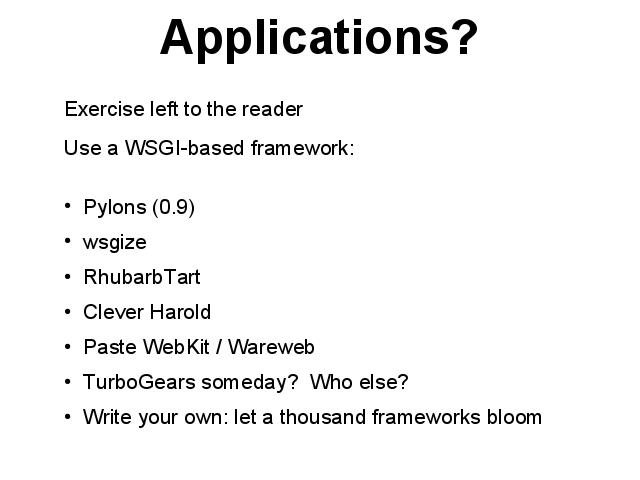 Applications?
Exercise left to the reader
Use a WSGI-based framework:
• Pylons (0.9)
• wsgize
• RhubarbTart
• Clever Harold
• Paste WebKit / Wareweb
• TurboGears someday?  Who else?
• Write your own: let a thousand frameworks bloom